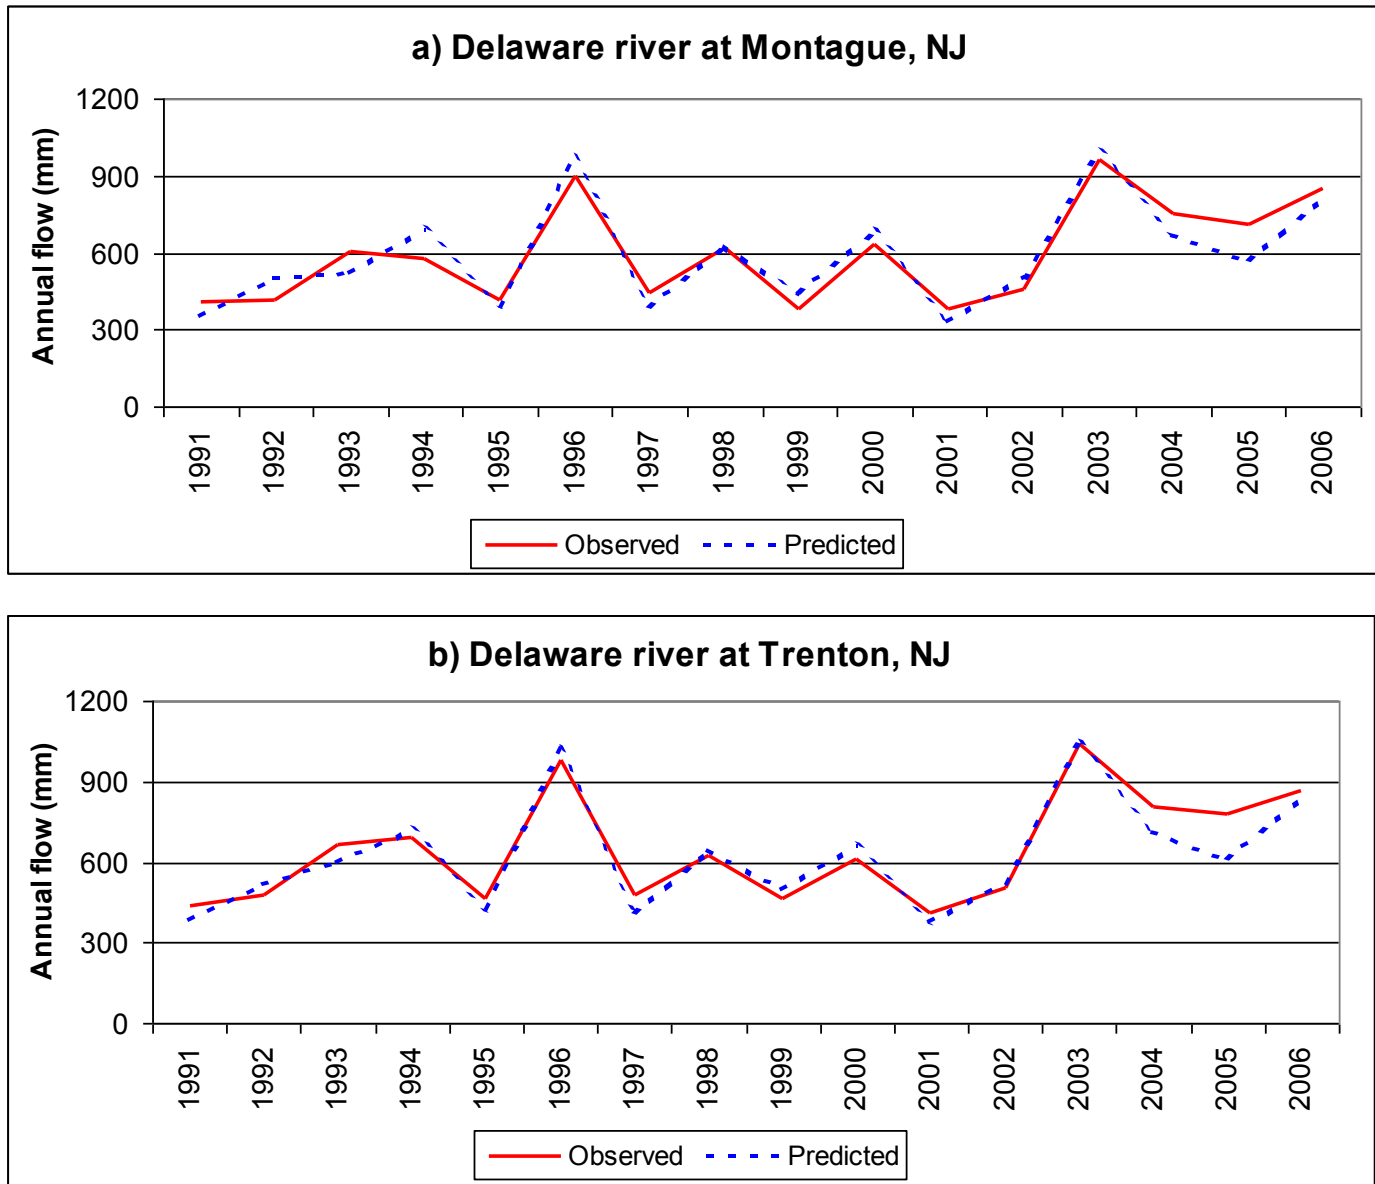 a) Delaware river at Montague, NJ
Annual flow (mm)
1200
900
600
300
0
1991 1992 1993 1994 1995 1996 1997 1998 1999 2000 2001 2002 2003 2004 2005 2006
Observed Predicted
b) Delaware river at Trenton, NJ
Annual flow (mm)
1200
900
600
300
0
1991 1992 1993 1994 1995 1996 1997 1998 1999 2000 2001 2002 2003 2004 2005 2006
Observed Predicted